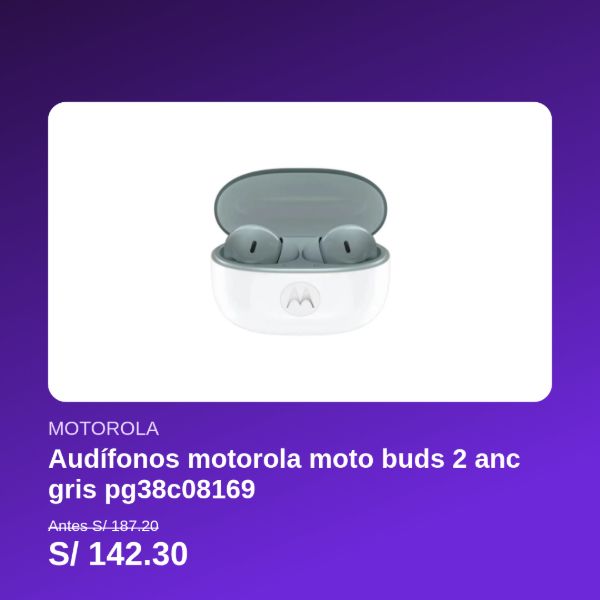 MOTOROLA
Audífonos motorola moto buds 2 anc
gris pg38c08169
Antes S/ 187.20
S/ 142.30